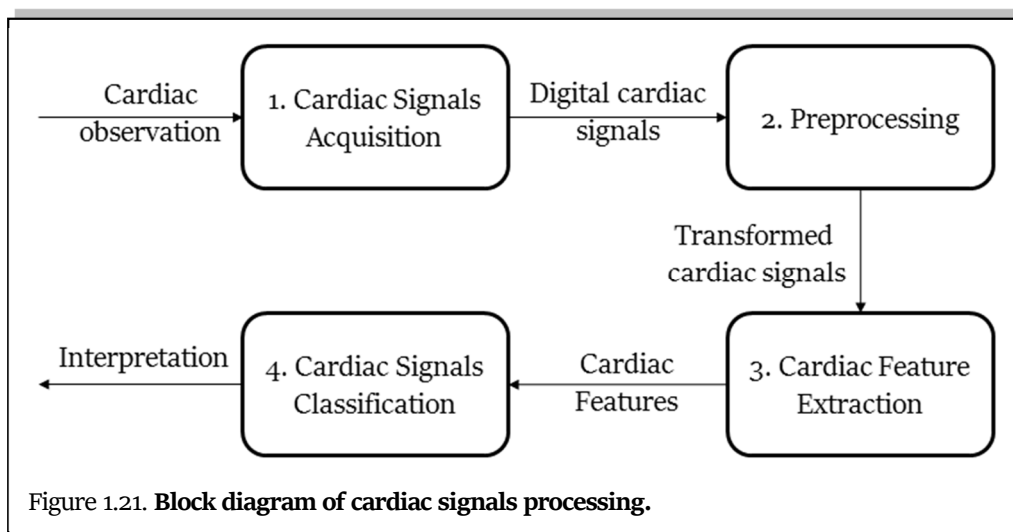 Cardiac
observation
1. Cardiac Signals
Acquisition
Digital cardiac
signals
2. Preprocessing
Transformed
cardiac signals
3. Cardiac Feature
Extraction
Cardiac
Features
4. Cardiac Signals
Classification
Interpretation
Figure 1.21. Block diagram of cardiac signals processing.